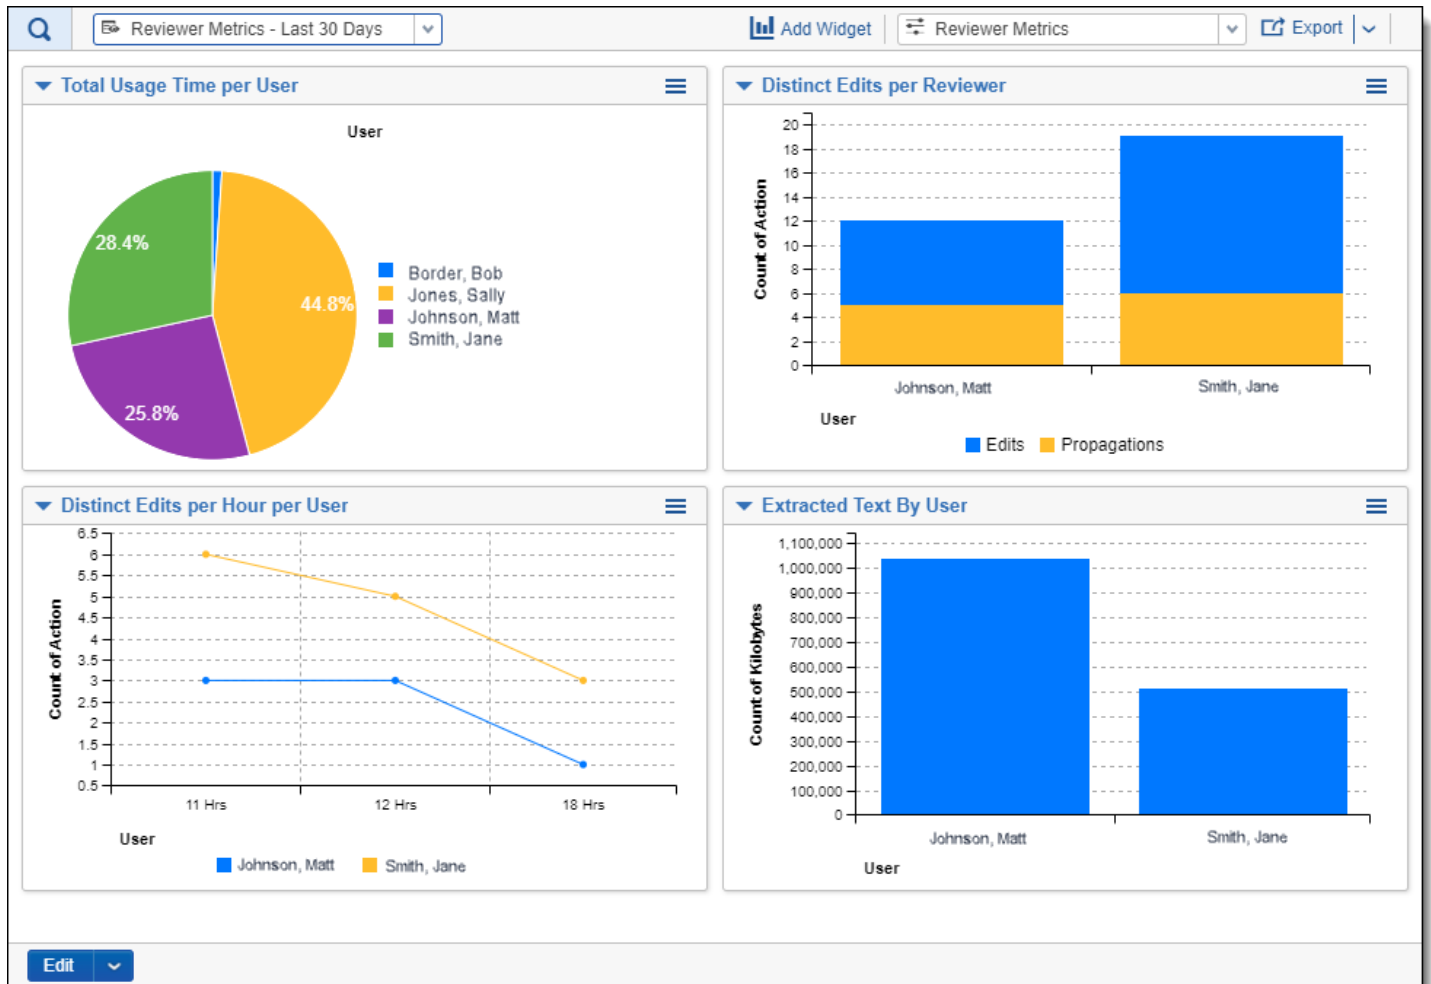 Reviewer Metrics - Last 30 Days
Add Widget
Reviewer Metrics
Export
Total Usage Time per User
User
28.4%
44.8%
25.8%
Border, Bob
Jones, Sally
Johnson, Matt
Smith, Jane
Distinct Edits per Reviewer
Count of Action
20
18
16
14
12
10
8
6
4
2
0
Johnson, Matt
Smith, Jane
User
Edits
Propagations
Distinct Edits per Hour per User
Count of Action
6.5
6
5.5
5
4.5
4
3.5
3
2.5
2
1.5
1
0.5
11 Hrs
12 Hrs
18 Hrs
User
Johnson, Matt
Smith, Jane
Extracted Text By User
Count of Kilobytes
1,100,000
1,000,000
900,000
800,000
700,000
600,000
500,000
400,000
300,000
200,000
100,000
0
Johnson, Matt
Smith, Jane
User
Edit